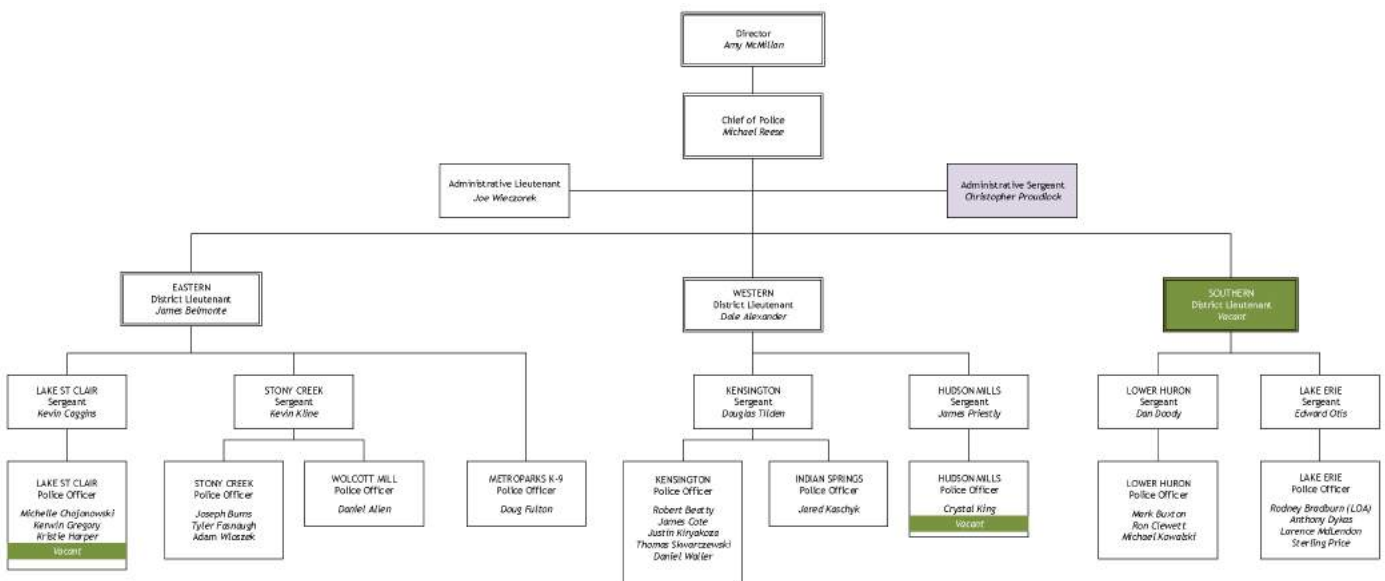 Director
Amy McMillan
Chief of Police
Michael Reese
Administrative Lieutenant
Joe Wieczorek
Administrative Sergeant
Christopher Proudlock
EASTERN
District Lieutenant
James Belmonte
WESTERN
District Lieutenant
Dale Alexander
SOUTHERN
District Lieutenant
Vacant
LAKE ST CLAIR
Sergeant
Kevin Coggins
STONY CREEK
Sergeant
Kevin Kline
KENSINGTON
Sergeant
Douglas Tilden
HUDSON MILLS
Sergeant
James Priestly
LOWER HURON
Sergeant
Dan Doody
LAKE ERIE
Sergeant
Edward Otis
LAKE ST CLAIR
Police Officer
Michelle Chojanowski
Kerwin Gregory
Kristie Harper
Vacant
STONY CREEK
Police Officer
Joseph Burns
Tyler Fasnaugh
Adam Wloszek
WOLCOTT MILL
Police Officer
Daniel Allen
METROPARKS K-9
Police Officer
Doug Fulton
KENSINGTON
Police Officer
Robert Beatty
James Cote
Justin Kiryakoza
Thomas Skwarczewski
Daniel Waller
INDIAN SPRINGS
Police Officer
Jared Kaschyk
HUDSON MILLS
Police Officer
Crystal King
Vacant
LOWER HURON
Police Officer
Mark Buxton
Ron Clewett
Michael Kowalski
LAKE ERIE
Police Officer
Rodney Bradburn (LOA)
Anthony Dykas
Larence McLendon
Sterling Price